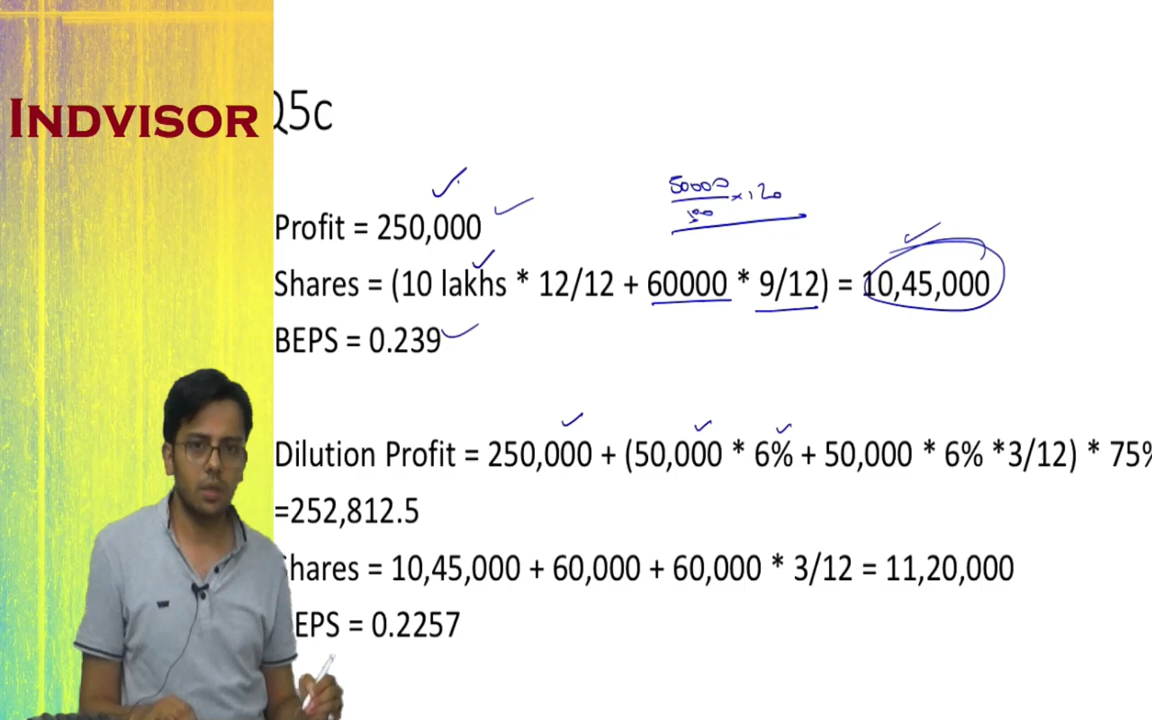 INDVISOR
Q5c
50000
100
× 120
Profit = 250,000
Shares = (10 lakhs * 12/12 + 60000 * 9/12) = 10,45,000
BEPS = 0.239
Dilution Profit = 250,000 + (50,000 * 6% + 50,000 * 6% *3/12) * 75%
=252,812.5
Shares = 10,45,000 + 60,000 + 60,000 * 3/12 = 11,20,000
EPS = 0.2257